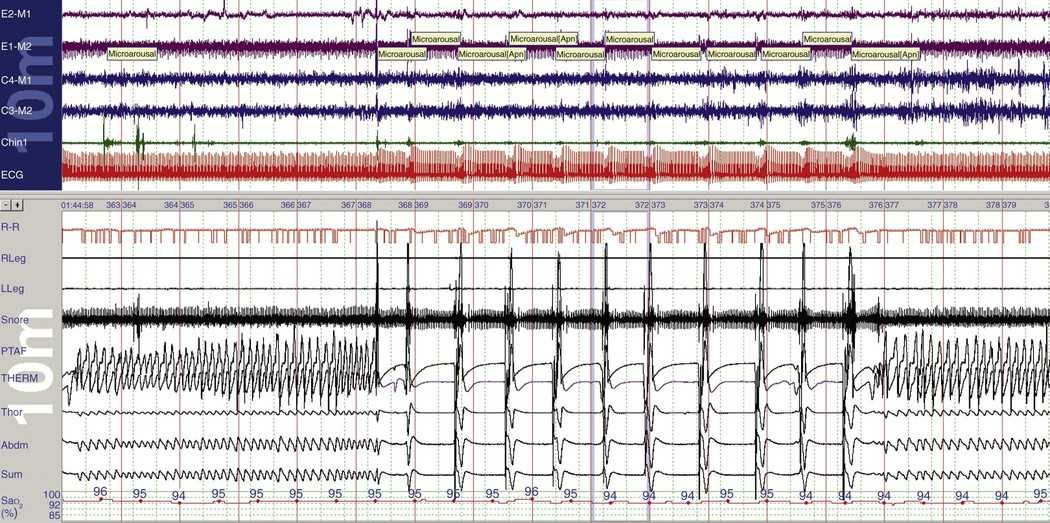 E2-M1
Microarousal Microarousal[Apn] Microarousal Microarousal
E1-M2
Microarousal Microarousal Microarousal[Apn] Microarousal Microarousal Microarousal Microarousal[Apn]
C4-M1
C3-M2
Chin1
ECG
10m
- +
01:44:58 363 364 364 365 365 366 366 367 367 368 368 369 369 370 370 371 371 372 372 373 373 374 374 375 375 376 376 377 377 378 378 379 379
R-R
RLeg
LLeg
Snore
PTAF
THERM
Thor
Abdm
Sum
10m
96 95 94 95 95 95 95 95 95 96 95 96 95 94 94 94 95 95 94 94 94 94 94 94 95
100
SaO2 92
(%) 85